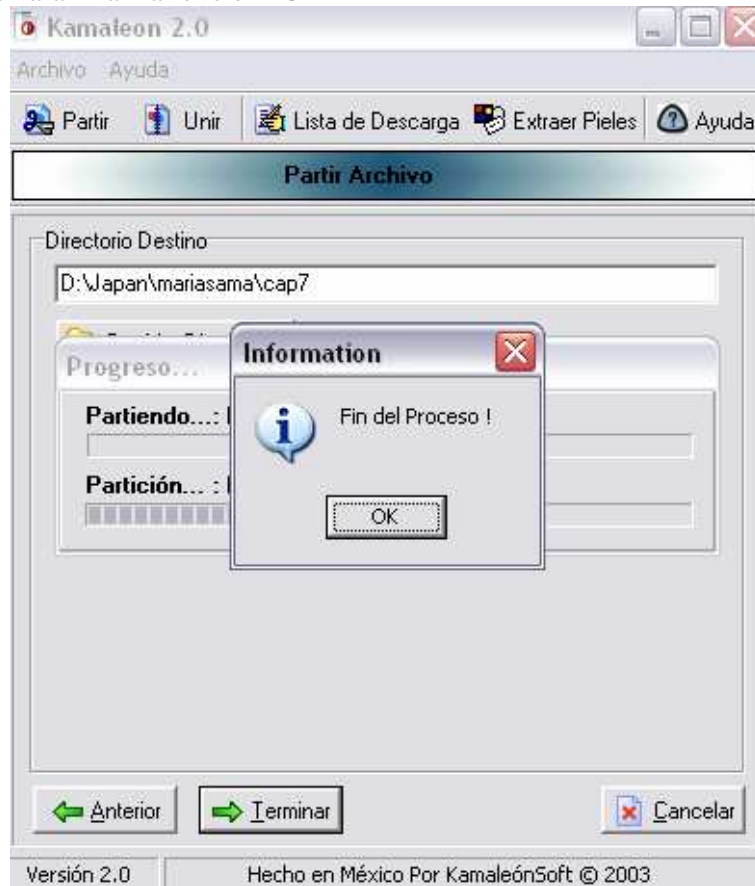 Kamaleon 2.0
Archivo Ayuda
Partir Unir Lista de Descarga Extraer Pieles Ayuda
Partir Archivo
Directorio Destino
D:\Japan\mariasama\cap7
Progreso...
Information
Partiendo...:
Fin del Proceso !
Partición... :
OK
Anterior Terminar Cancelar
Versión 2.0 Hecho en México Por KamaleónSoft © 2003